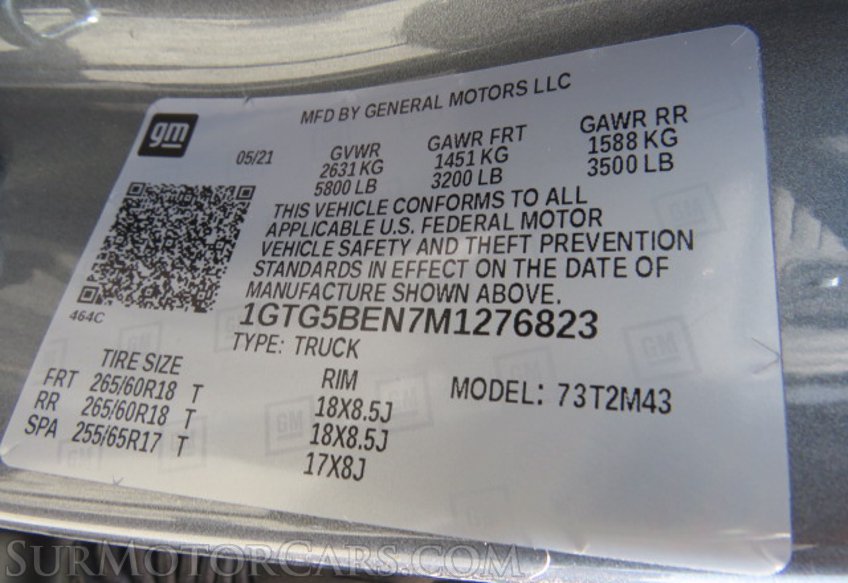 gm
MFD BY GENERAL MOTORS LLC
05/21
GVWR
2631 KG
5800 LB
GAWR FRT
1451 KG
3200 LB
GAWR RR
1588 KG
3500 LB
THIS VEHICLE CONFORMS TO ALL
APPLICABLE U.S. FEDERAL MOTOR
VEHICLE SAFETY AND THEFT PREVENTION
STANDARDS IN EFFECT ON THE DATE OF
MANUFACTURE SHOWN ABOVE.
464C
1GTG5BEN7M1276823
TYPE: TRUCK
TIRE SIZE
FRT 265/60R18 T
RR 265/60R18 T
SPA 255/65R17 T
RIM
18X8.5J
18X8.5J
17X8J
MODEL: 73T2M43
GM
GM
GM
SurMotorCars.com